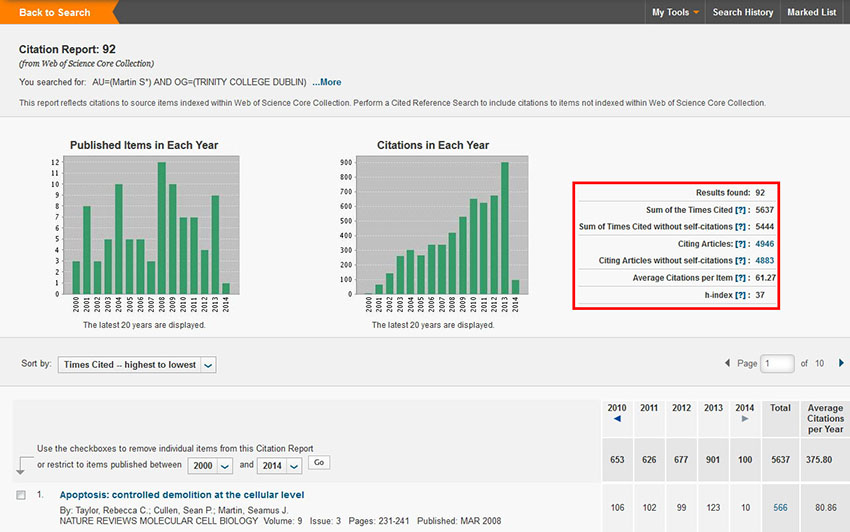 Back to Search
My Tools
Search History
Marked List
Citation Report: 92
(from Web of Science Core Collection)
You searched for: AU=(Martin S*) AND OG=(TRINITY COLLEGE DUBLIN) ...More
This report reflects citations to source items indexed within Web of Science Core Collection. Perform a Cited Reference Search to include citations to items not indexed within Web of Science Core Collection.
Published Items in Each Year
12
11
10
9
8
7
6
5
4
3
2
1
0
2000 2001 2002 2003 2004 2005 2006 2007 2008 2009 2010 2011 2012 2013 2014
The latest 20 years are displayed.
Citations in Each Year
900
800
700
600
500
400
300
200
100
0
2000 2001 2002 2003 2004 2005 2006 2007 2008 2009 2010 2011 2012 2013 2014
The latest 20 years are displayed.
Results found: 92
Sum of the Times Cited [?] : 5637
Sum of Times Cited without self-citations [?] : 5444
Citing Articles: [?] : 4946
Citing Articles without self-citations [?] : 4883
Average Citations per Item [?] : 61.27
h-index [?] : 37
Sort by: Times Cited -- highest to lowest
Page 1 of 10
2010 2011 2012 2013 2014 Total Average
Citations
per Year
Use the checkboxes to remove individual items from this Citation Report
or restrict to items published between 2000 and 2014 Go
653 626 677 901 100 5637 375.80
1. Apoptosis: controlled demolition at the cellular level
By: Taylor, Rebecca C.; Cullen, Sean P.; Martin, Seamus J.
NATURE REVIEWS MOLECULAR CELL BIOLOGY Volume: 9 Issue: 3 Pages: 231-241 Published: MAR 2008
106 102 99 123 10 566 80.86